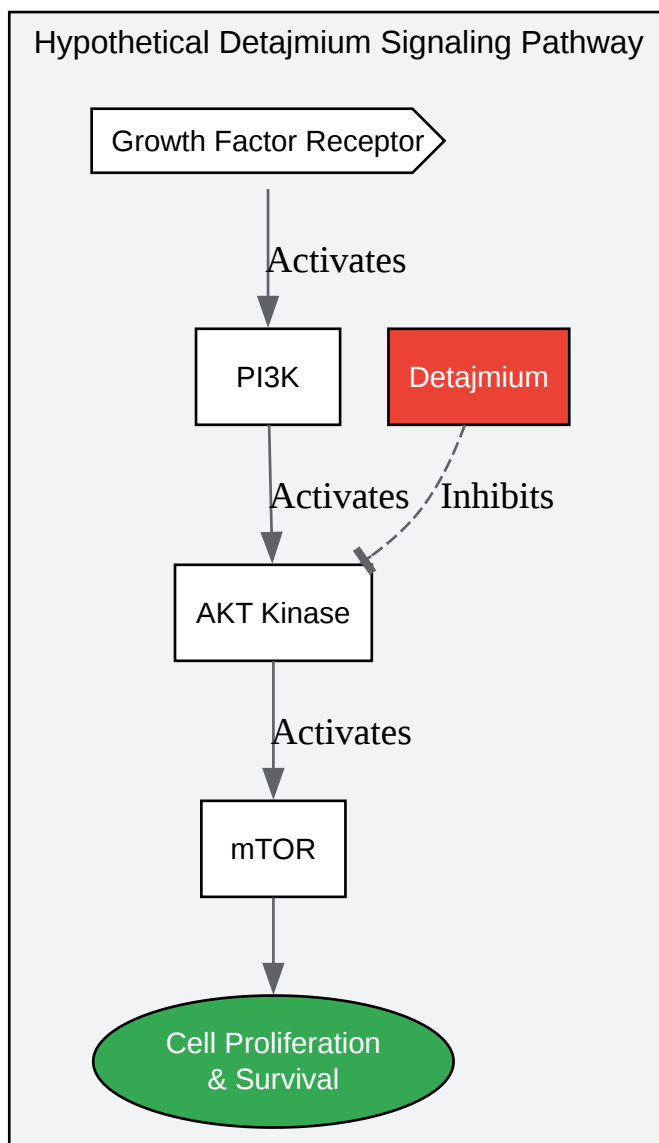 Hypothetical Detajmium Signaling Pathway
Growth Factor Receptor
Activates
PI3K
Detajmium
Activates
Inhibits
AKT Kinase
Activates
mTOR
Cell Proliferation
& Survival